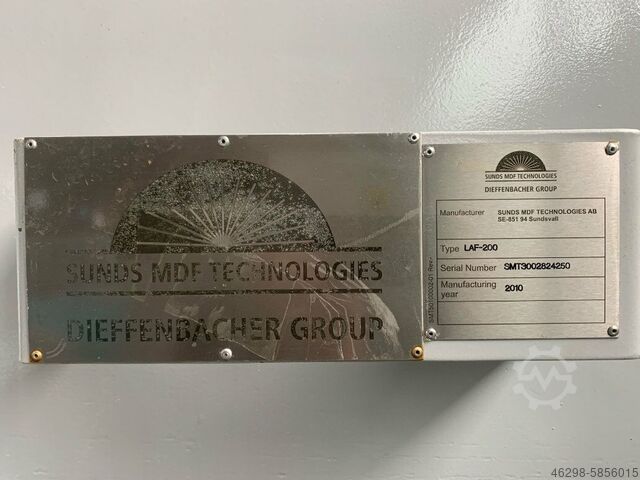 SUNDS MDF TECHNOLOGIES
DIEFFENBACHER GROUP
SUNDS MDF TECHNOLOGIES
DIEFFENBACHER GROUP
Manufacturer SUNDS MDF TECHNOLOGIES AB
SE-851 94 Sundsvall
Type LAF-200
Serial Number SMT3002824250
Manufacturing year 2010
46298-5856015